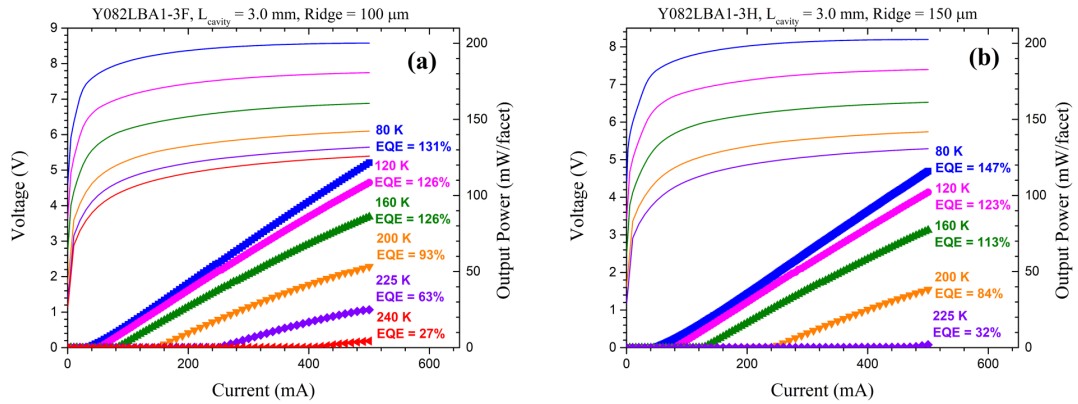 Y082LBA1-3F, Lcavity = 3.0 mm, Ridge = 100 μm
(a)
Voltage (V)
9
8
7
6
5
4
3
2
1
0
200
150
100
50
0
Output Power (mW/facet)
80 K
EQE = 131%
120 K
EQE = 126%
160 K
EQE = 126%
200 K
EQE = 93%
225 K
EQE = 63%
240 K
EQE = 27%
0
200
400
600
Current (mA)
Y082LBA1-3H, Lcavity = 3.0 mm, Ridge = 150 μm
(b)
Voltage (V)
8
7
6
5
4
3
2
1
0
200
150
100
50
0
Output Power (mW/facet)
80 K
EQE = 147%
120 K
EQE = 123%
160 K
EQE = 113%
200 K
EQE = 84%
225 K
EQE = 32%
0
200
400
600
Current (mA)